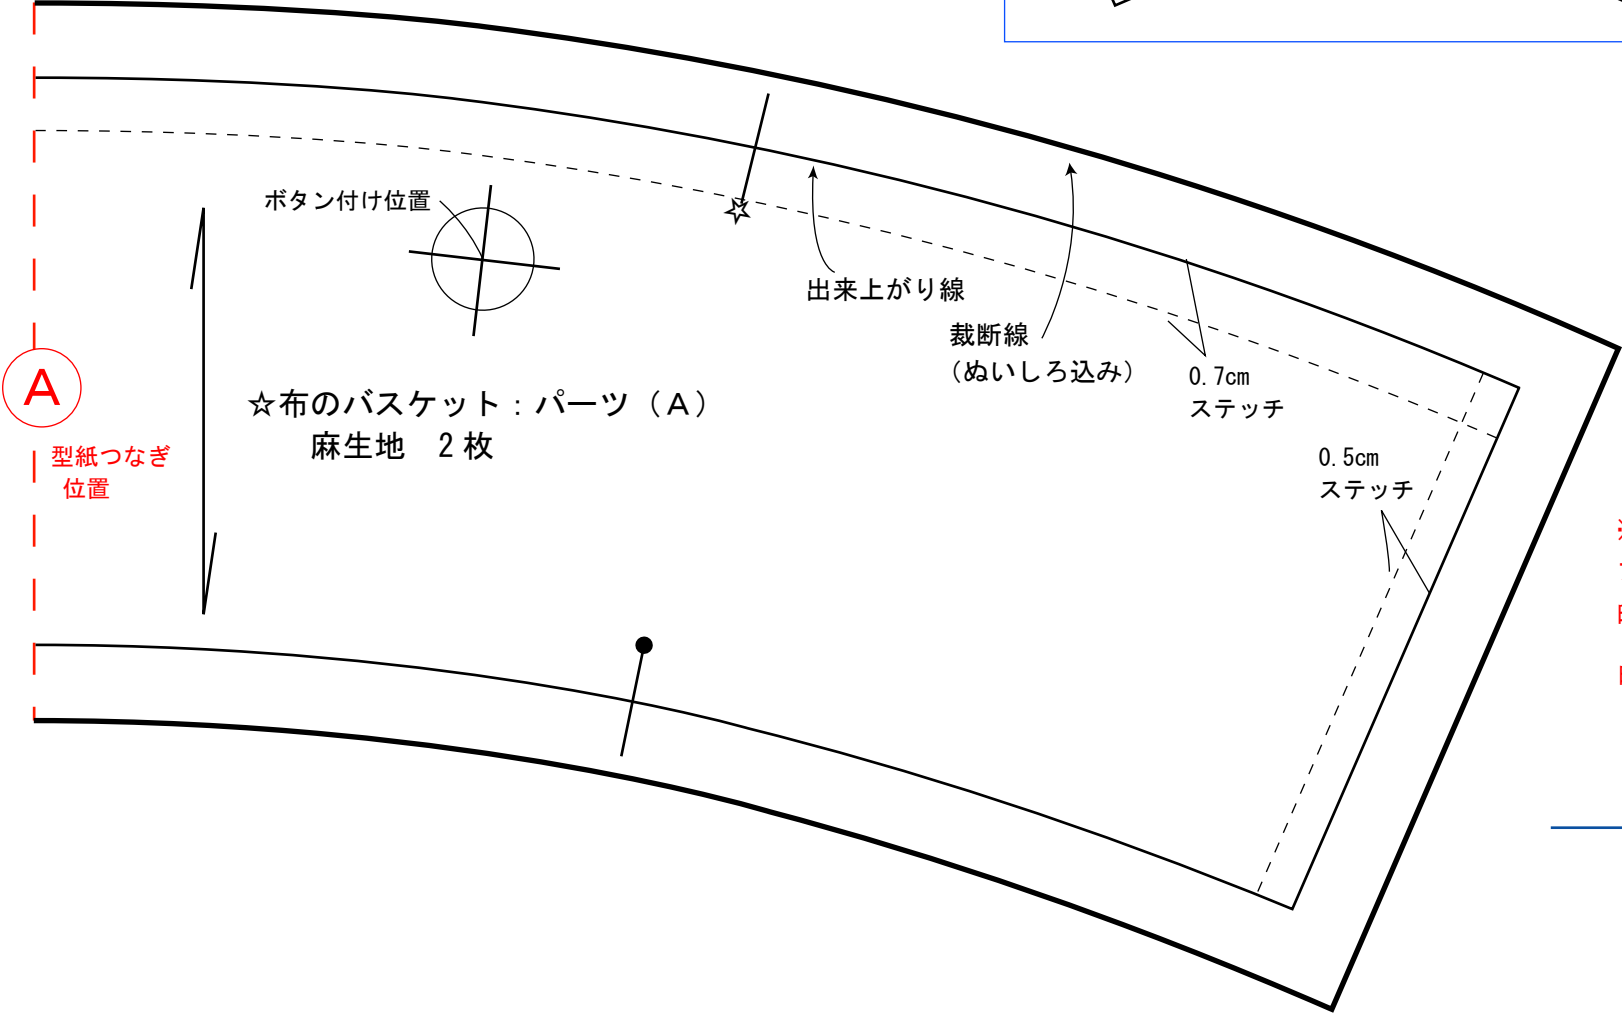 ボタン付け位置
出来上がり線
裁断線
（ぬいしろ込み）
0.7cm
ステッチ
A
☆布のバスケット：パーツ（A）
麻生地　2枚
型紙つなぎ
位置
0.5cm
ステッチ